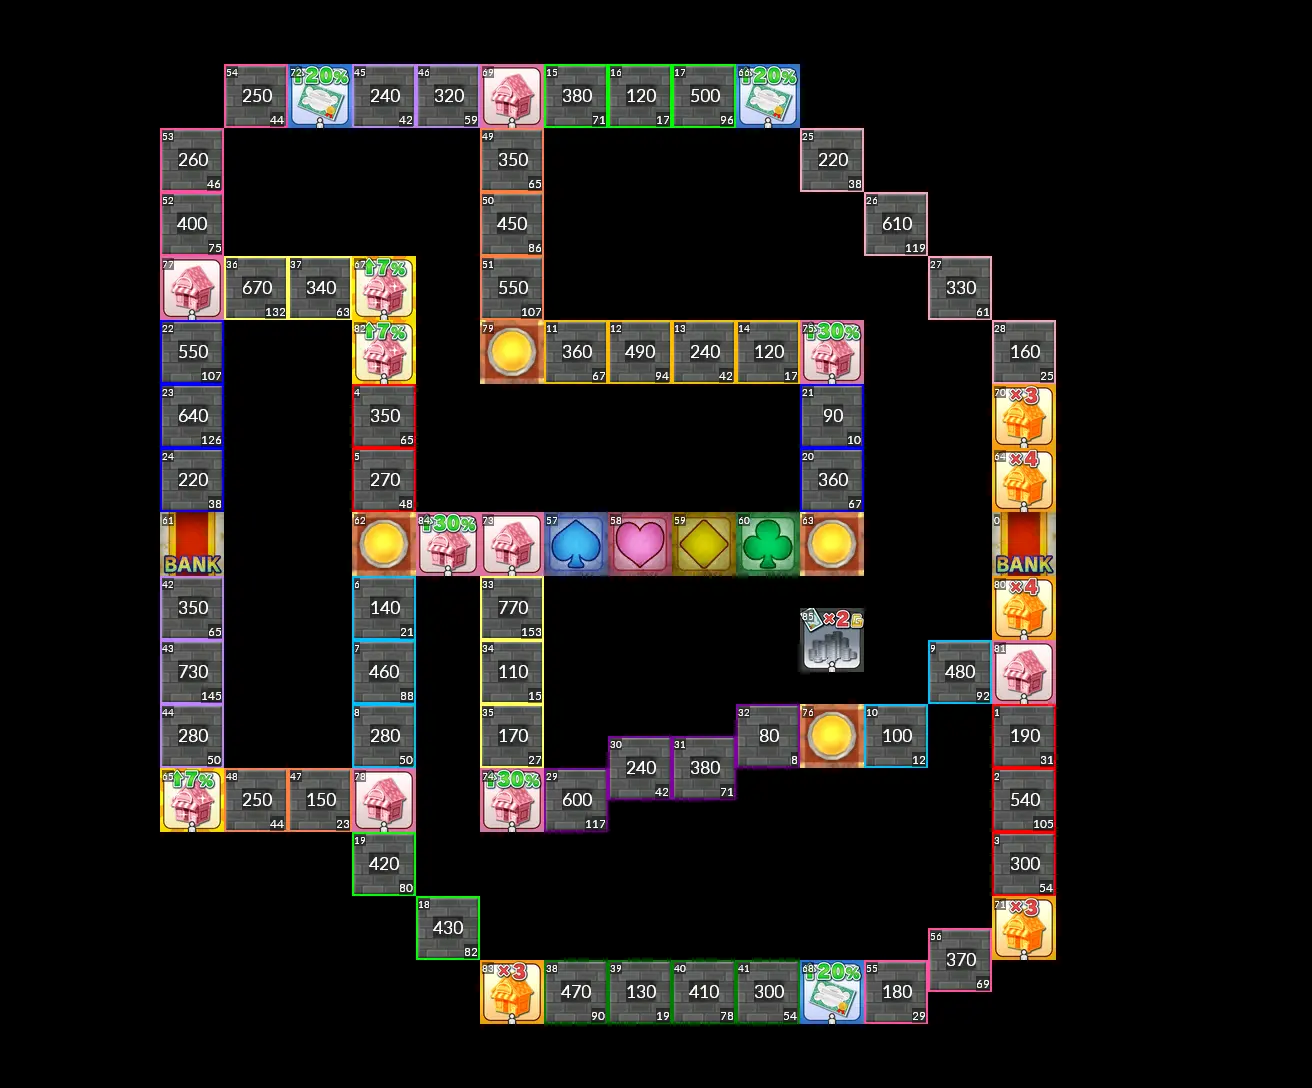 54 250 44 72 ↑20% 45 240 42 46 320 59 69 15 380 71 16 120 17 17 500 96 66 ↑20%
53 260 46 49 350 65 25 220 38
52 400 75 50 450 86 26 610 119
77 36 670 132 37 340 63 67 ↑7% 51 550 107 27 330 61
22 550 107 82 ↑7% 79 11 360 67 12 490 94 13 240 42 14 120 17 75 ↑30% 28 160 25
23 640 126 4 350 65 21 90 10 70 ×3
24 220 38 5 270 48 20 360 67 64 ×4
61 BANK 62 84 ↑30% 73 57 58 59 60 63 0 BANK
42 350 65 6 140 21 33 770 153 85 ×2 G 80 ×4
43 730 145 7 460 88 34 110 15 9 480 92 81
44 280 50 8 280 50 35 170 27 30 240 42 31 380 71 32 80 8 76 10 100 12 1 190 31
65 ↑7% 48 250 44 47 150 23 78 74 ↑30% 29 600 117 2 540 105
19 420 80 3 300 54
18 430 82 71 ×3
83 ×3 38 470 90 39 130 19 40 410 78 41 300 54 68 ↑20% 55 180 29 56 370 69